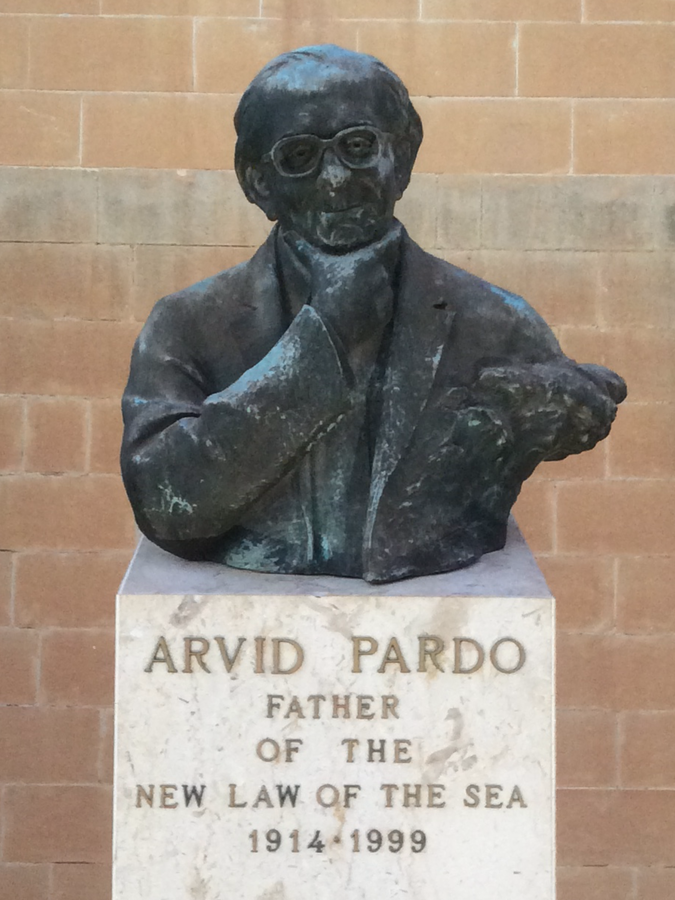 ARVID PARDO
FATHER
OF THE
NEW LAW OF THE SEA
1914·1999